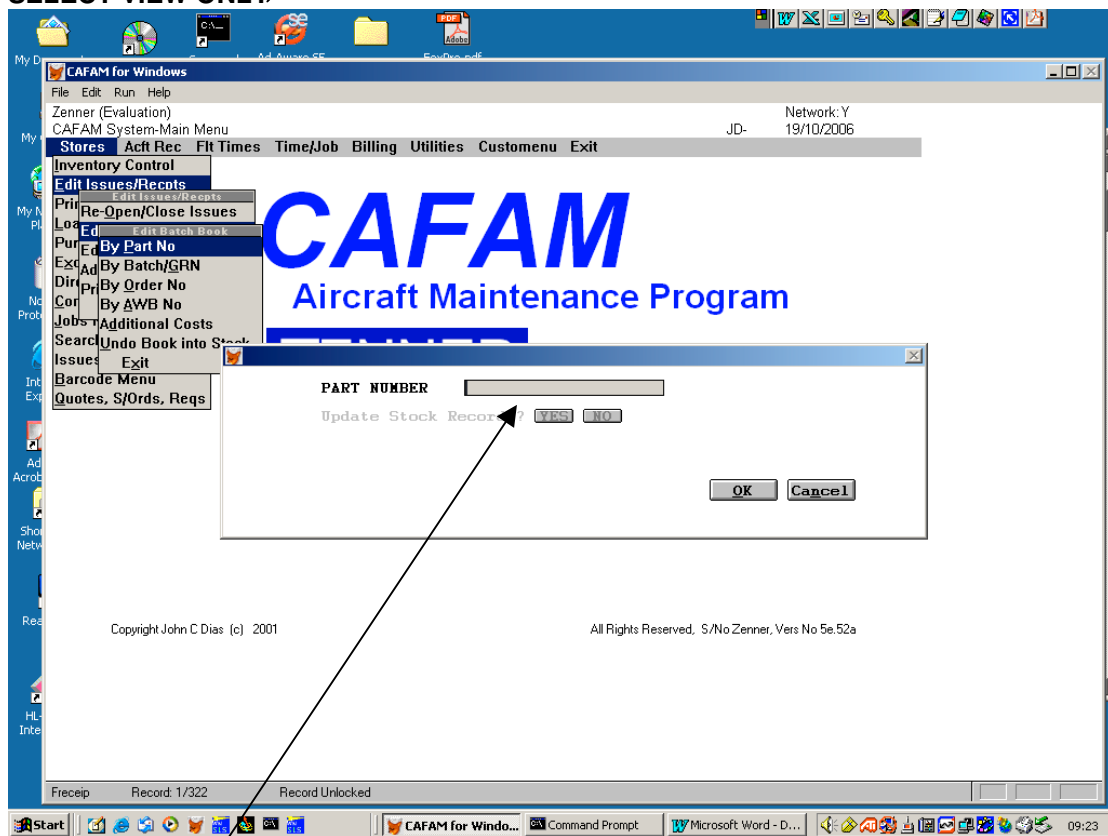 SELECT VIEW ONLY
CAFAM for Windows
File Edit Run Help
Zenner (Evaluation)
Network: Y
CAFAM System-Main Menu
JD- 19/10/2006
Stores Acft Rec Flt Times Time/Job Billing Utilities Customenu Exit
Inventory Control
Edit Issues/Recpts
Edit Issues/Recpts
Re-Open/Close Issues
Edit Batch Book
By Part No
By Batch/GRN
By Order No
By AWB No
Additional Costs
Undo Book into Stock
Exit
Issues
Barcode Menu
Quotes, S/Ords, Reqs
CAFAM
Aircraft Maintenance Program
PART NUMBER
Update Stock Record? YES NO
OK Cancel
Copyright John C Dias (c) 2001
All Rights Reserved, S/No Zenner, Vers No 5e.52a
Freceip Record: 1/322 Record Unlocked
Start CAFAM for Windo... Command Prompt Microsoft Word - D... 09:23